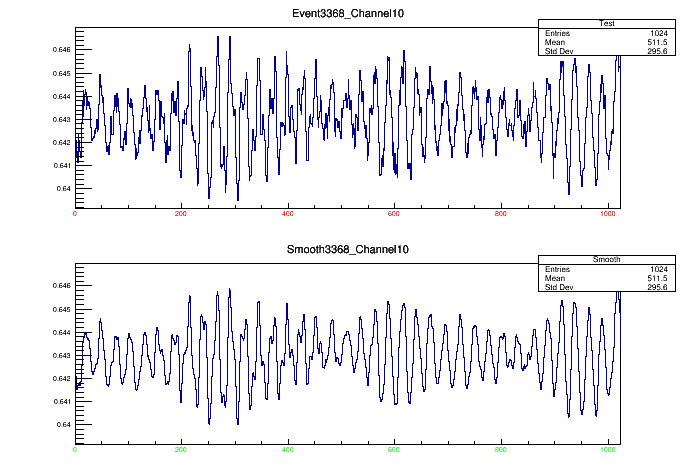 Event3368_Channel10
Test
Entries 1024
Mean 511.5
Std Dev 295.6
0.646
0.645
0.644
0.643
0.642
0.641
0.64
0 200 400 600 800 1000
Smooth3368_Channel10
Smooth
Entries 1024
Mean 511.5
Std Dev 295.6
0.646
0.645
0.644
0.643
0.642
0.641
0.64
0 200 400 600 800 1000